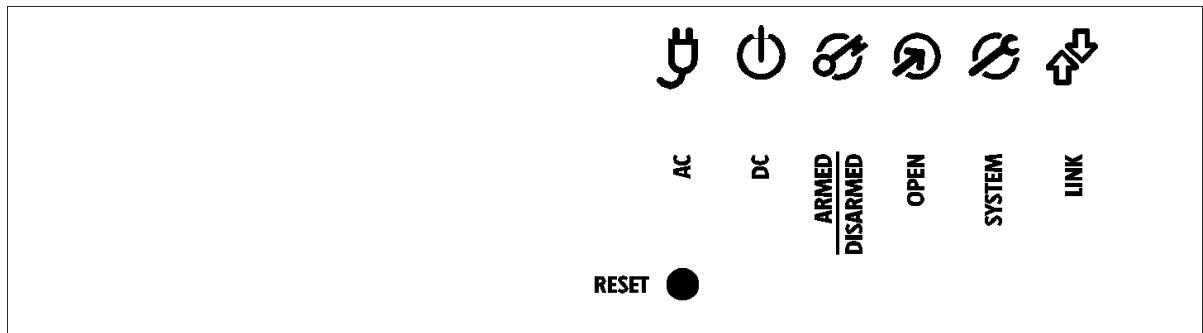 AC
DC
ARMED
DISARMED
OPEN
SYSTEM
LINK
RESET